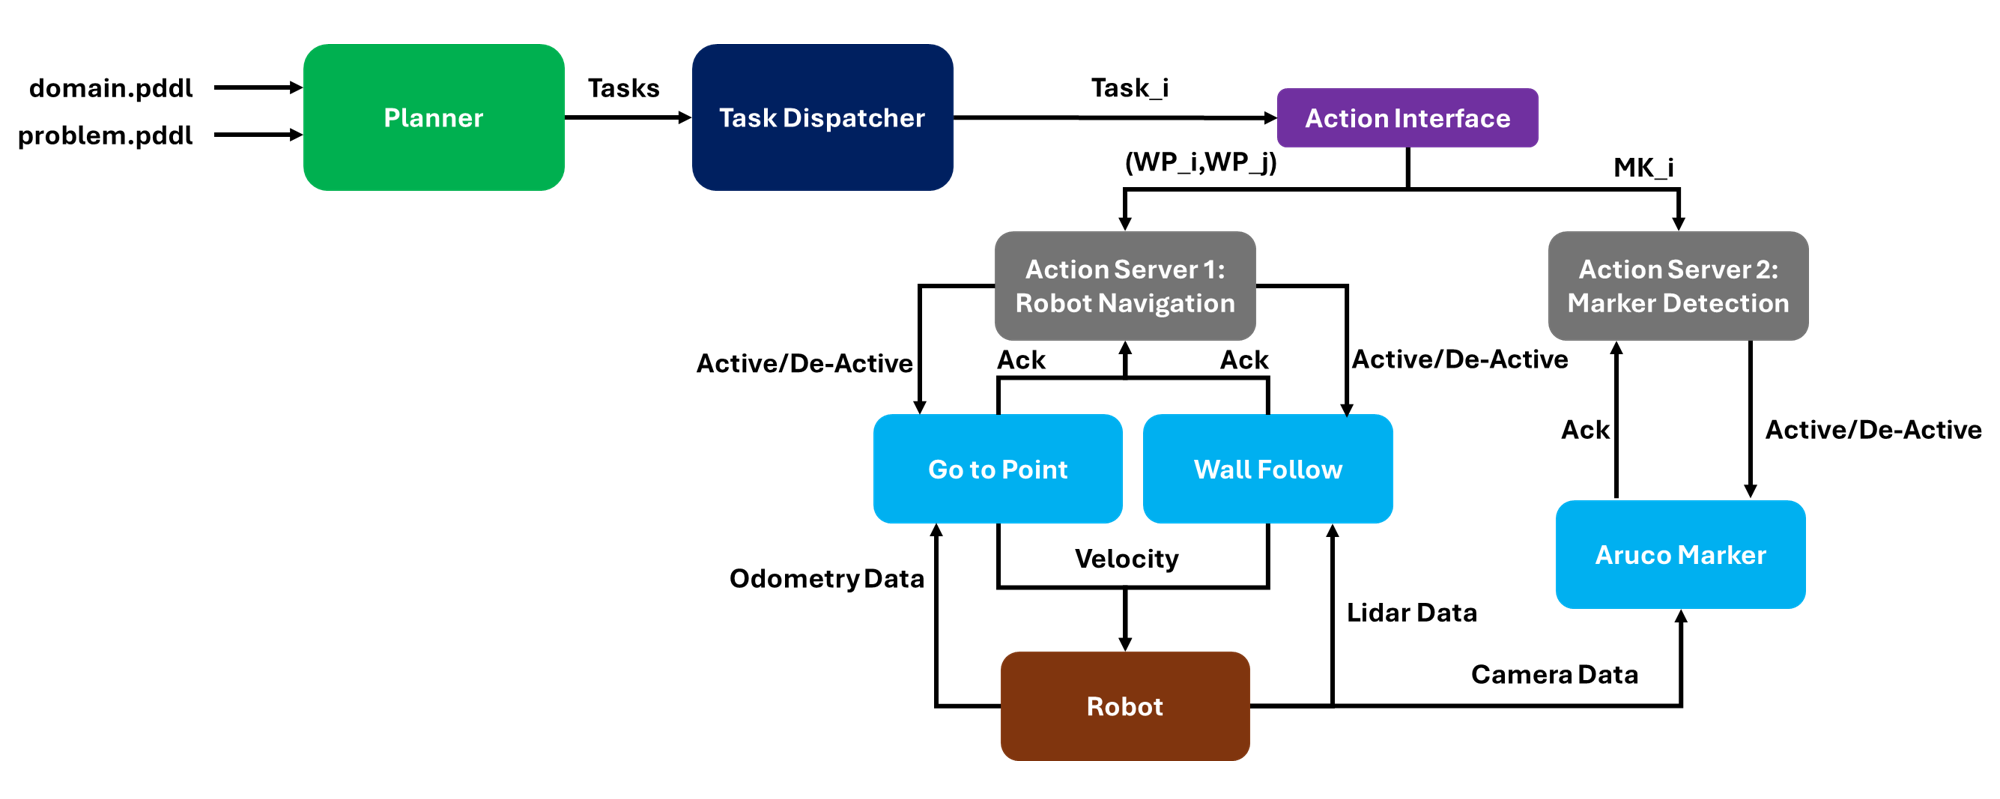 domain.pddl
problem.pddl
Planner
Tasks
Task Dispatcher
Task_i
Action Interface
(WP_i,WP_j)
MK_i
Action Server 1:
Robot Navigation
Action Server 2:
Marker Detection
Active/De-Active
Ack
Ack
Active/De-Active
Ack
Active/De-Active
Go to Point
Wall Follow
Aruco Marker
Velocity
Odometry Data
Lidar Data
Camera Data
Robot